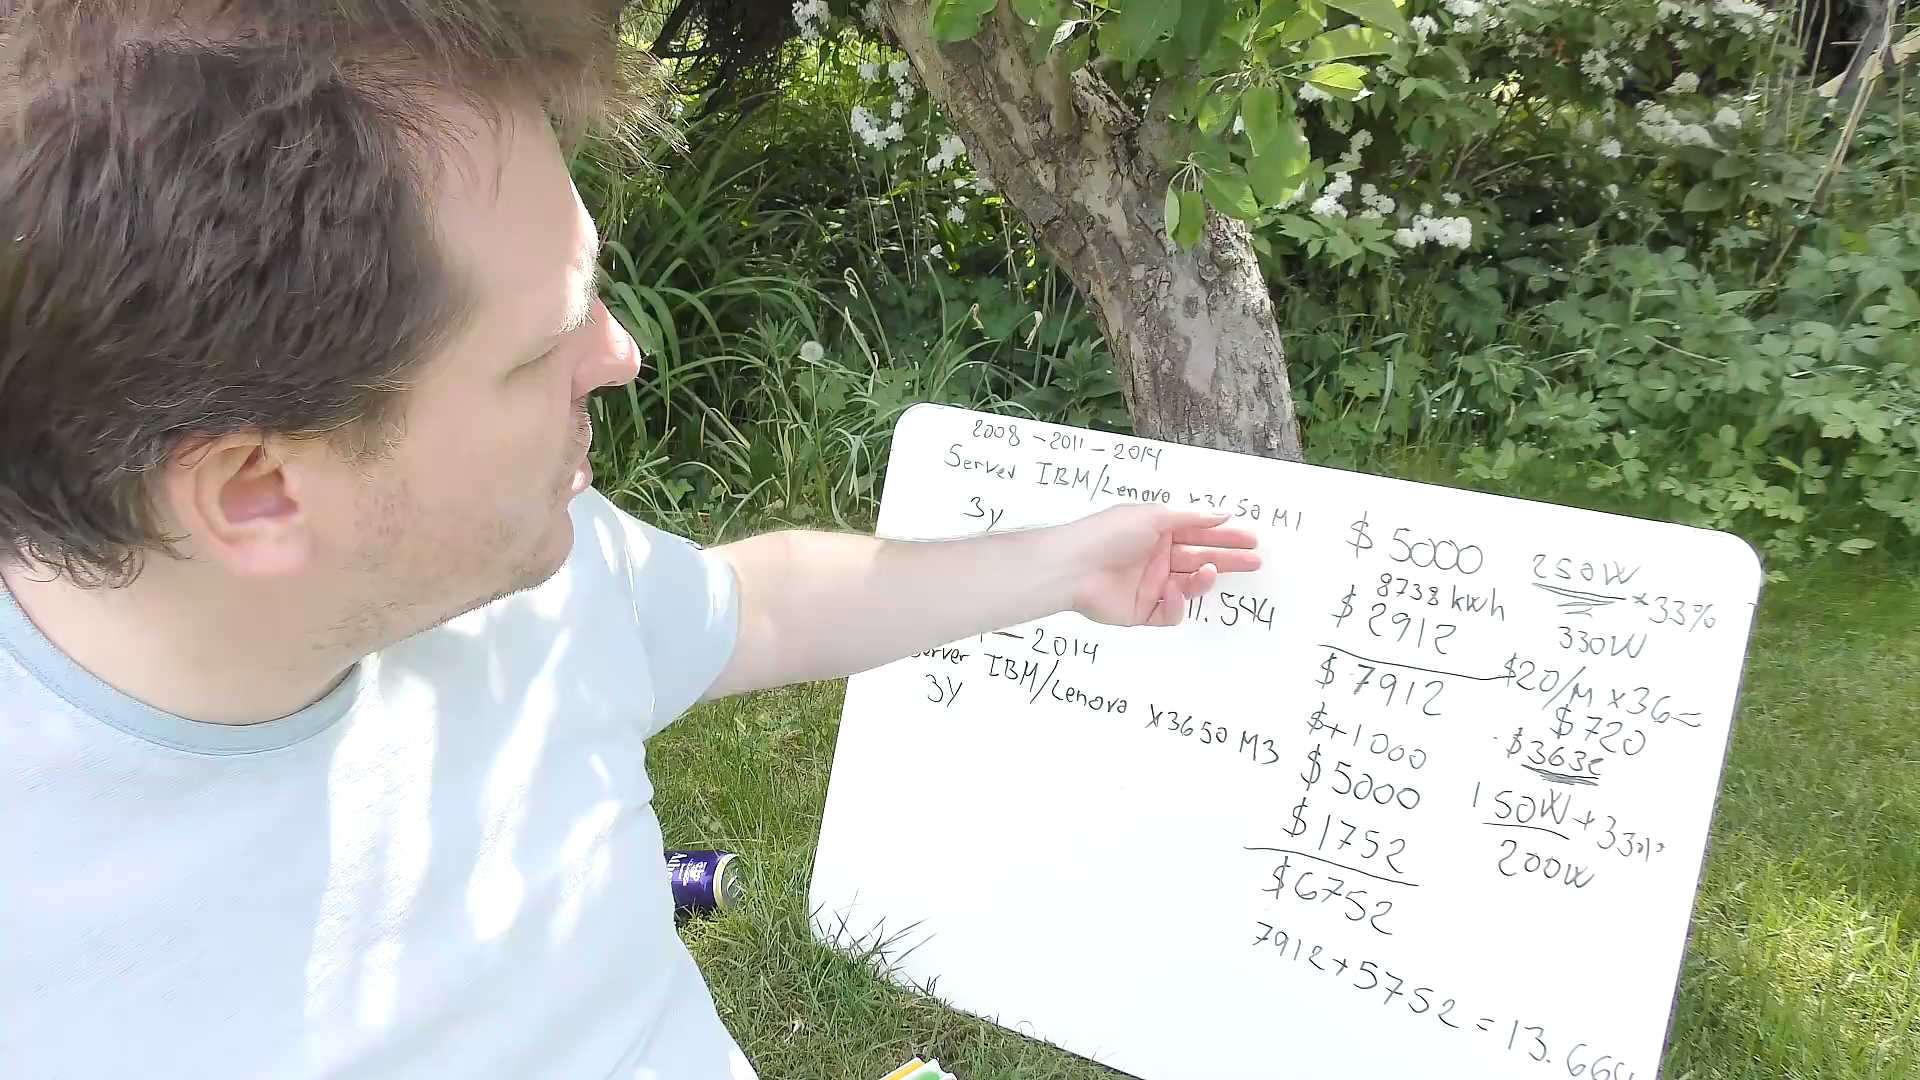 2008 - 2011 - 2014
Server IBM/Lenovo x3650 M1
3y
$ 5000
250W
8738 kwh
x33%
$ 2912
330W
11.544
$ 7912
$20/M x36=
$720
$3632
- 2014
Server IBM/Lenovo x3650 M3
3y
$+1000
$ 5000
150W + 33%
$ 1752
200W
$ 6752
7912+5752 = 13.664